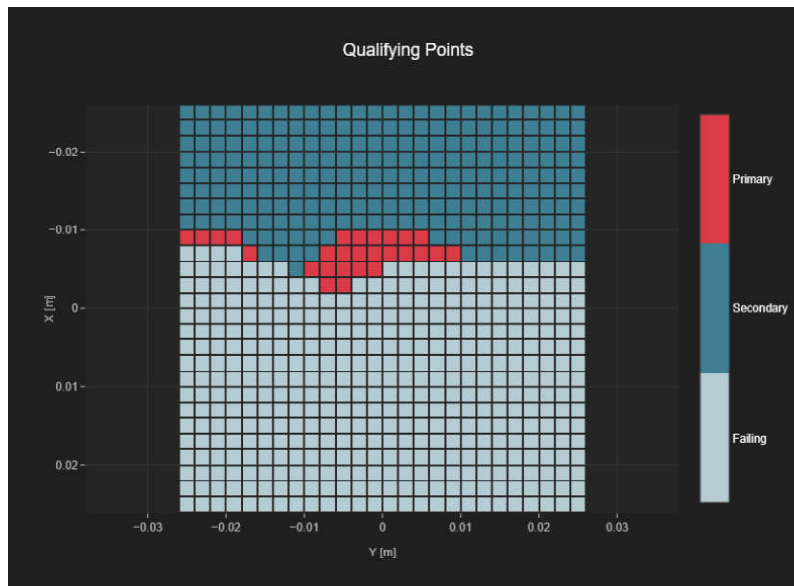 Qualifying Points
−0.02
−0.01
0
0.01
0.02
X [m]
−0.03
−0.02
−0.01
0
0.01
0.02
0.03
Y [m]
Primary
Secondary
Failing